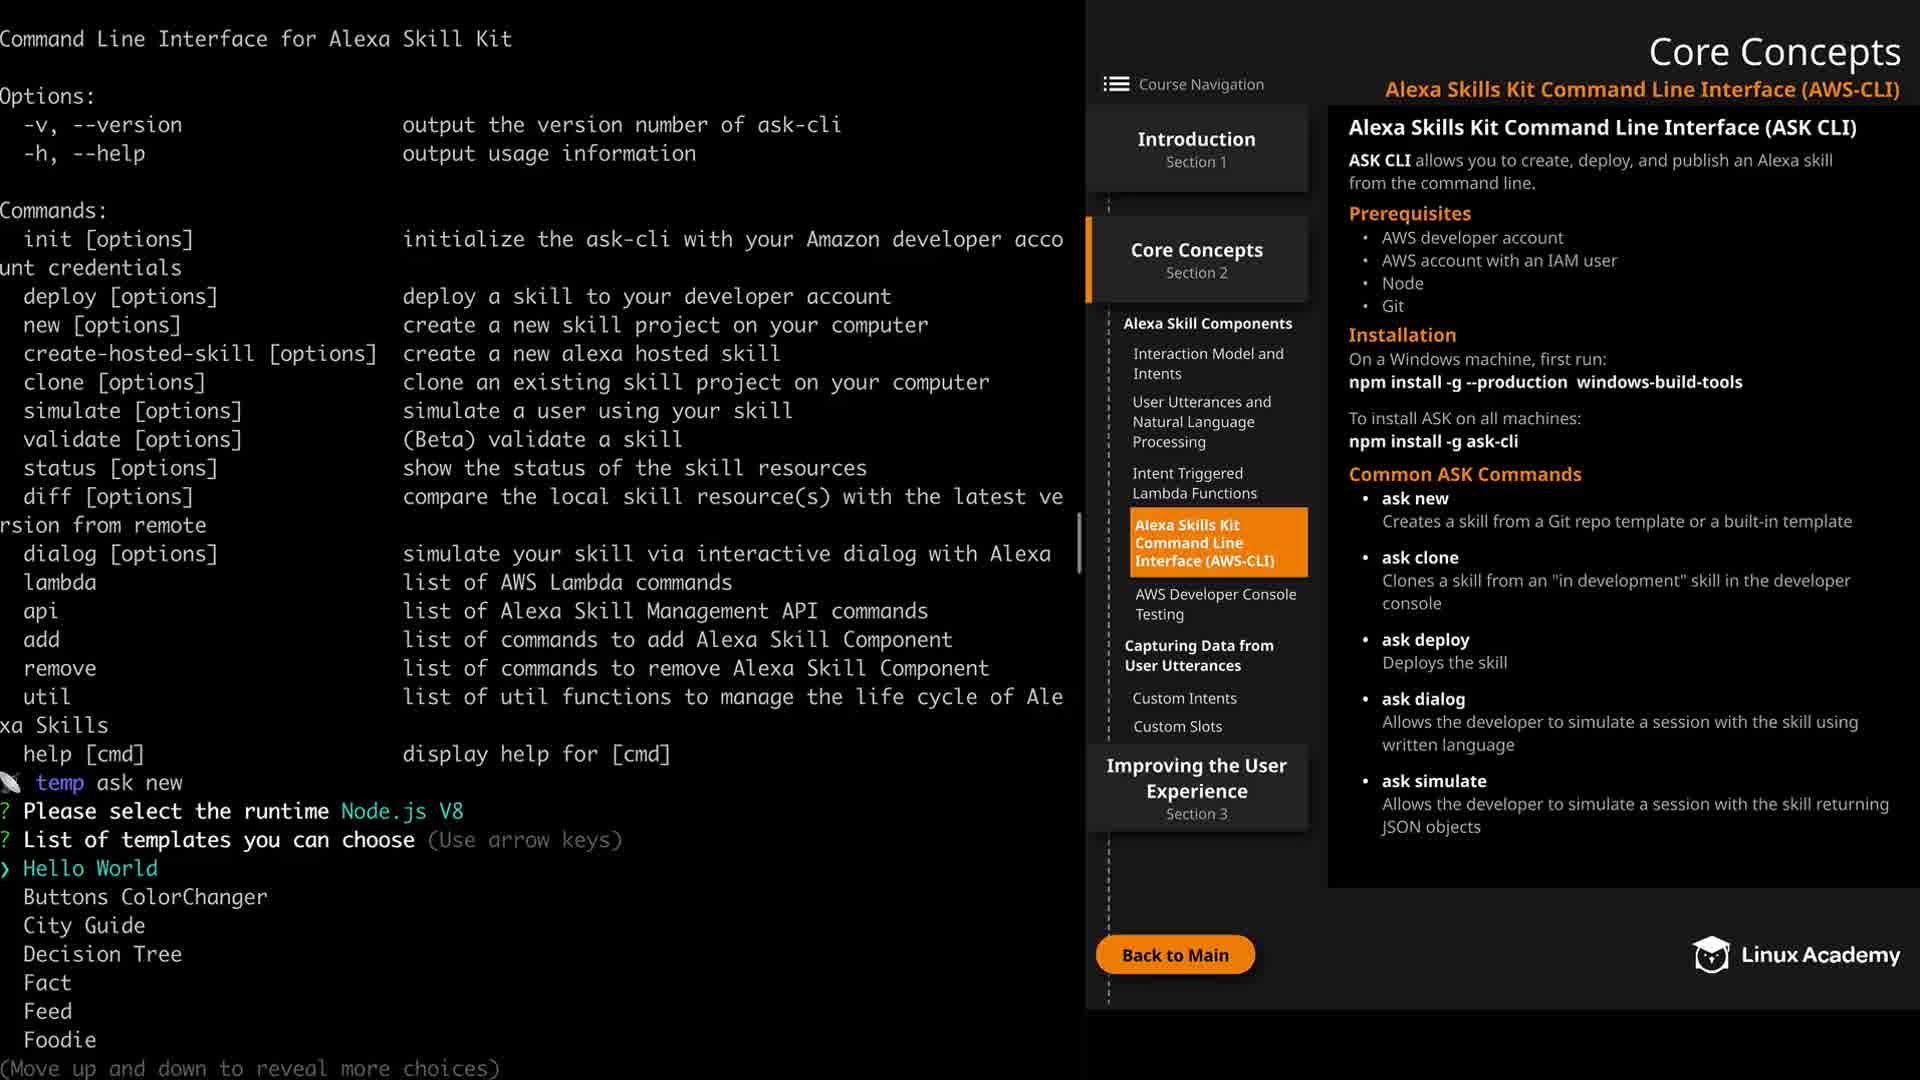 Command Line Interface for Alexa Skill Kit
Options:
-v, --version output the version number of ask-cli
-h, --help output usage information
Commands:
init [options] initialize the ask-cli with your Amazon developer acco
unt credentials
deploy [options] deploy a skill to your developer account
new [options] create a new skill project on your computer
create-hosted-skill [options] create a new alexa hosted skill
clone [options] clone an existing skill project on your computer
simulate [options] simulate a user using your skill
validate [options] (Beta) validate a skill
status [options] show the status of the skill resources
diff [options] compare the local skill resource(s) with the latest ve
rsion from remote
dialog [options] simulate your skill via interactive dialog with Alexa
lambda list of AWS Lambda commands
api list of Alexa Skill Management API commands
add list of commands to add Alexa Skill Component
remove list of commands to remove Alexa Skill Component
util list of util functions to manage the life cycle of Ale
xa Skills
help [cmd] display help for [cmd]
temp ask new
? Please select the runtime Node.js V8
? List of templates you can choose (Use arrow keys)
❯ Hello World
Buttons ColorChanger
City Guide
Decision Tree
Fact
Feed
Foodie
(Move up and down to reveal more choices)
Core Concepts
Alexa Skills Kit Command Line Interface (AWS-CLI)
Course Navigation
Introduction
Section 1
Core Concepts
Section 2
Alexa Skill Components
Interaction Model and
Intents
User Utterances and
Natural Language
Processing
Intent Triggered
Lambda Functions
Alexa Skills Kit
Command Line
Interface (AWS-CLI)
AWS Developer Console
Testing
Capturing Data from
User Utterances
Custom Intents
Custom Slots
Improving the User
Experience
Section 3
Back to Main
Alexa Skills Kit Command Line Interface (ASK CLI)
ASK CLI allows you to create, deploy, and publish an Alexa skill
from the command line.
Prerequisites
• AWS developer account
• AWS account with an IAM user
• Node
• Git
Installation
On a Windows machine, first run:
npm install -g --production windows-build-tools
To install ASK on all machines:
npm install -g ask-cli
Common ASK Commands
• ask new
Creates a skill from a Git repo template or a built-in template
• ask clone
Clones a skill from an "in development" skill in the developer
console
• ask deploy
Deploys the skill
• ask dialog
Allows the developer to simulate a session with the skill using
written language
• ask simulate
Allows the developer to simulate a session with the skill returning
JSON objects
Linux Academy